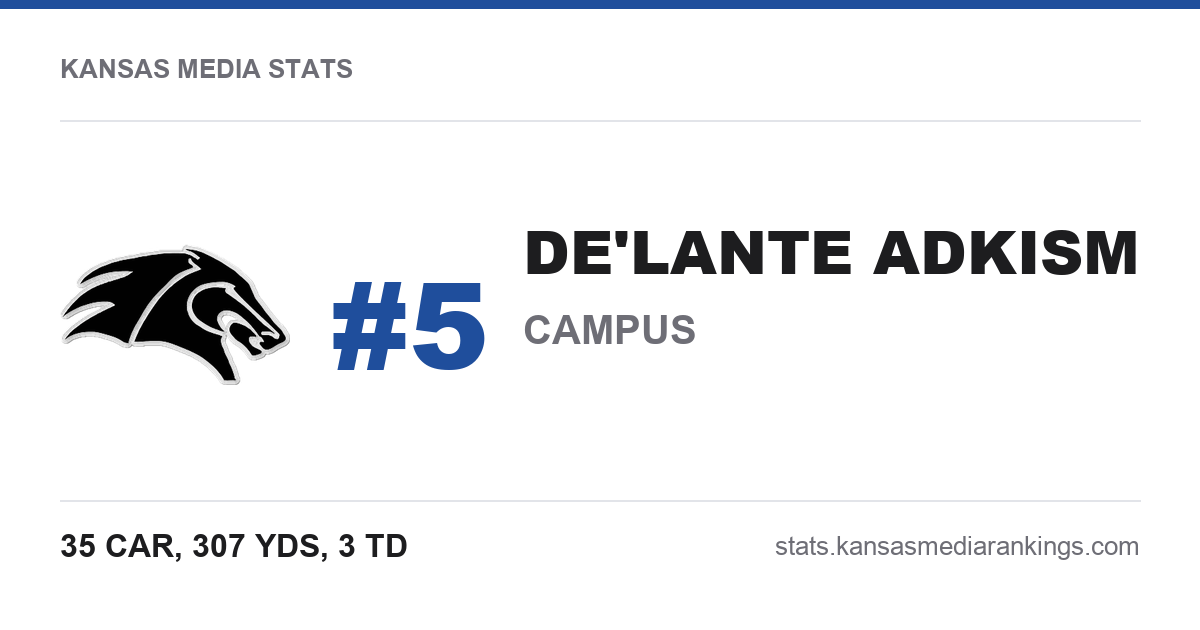 KANSAS MEDIA STATS
#5
DE'LANTE ADKISM
CAMPUS
35 CAR, 307 YDS, 3 TD
stats.kansasmediarankings.com